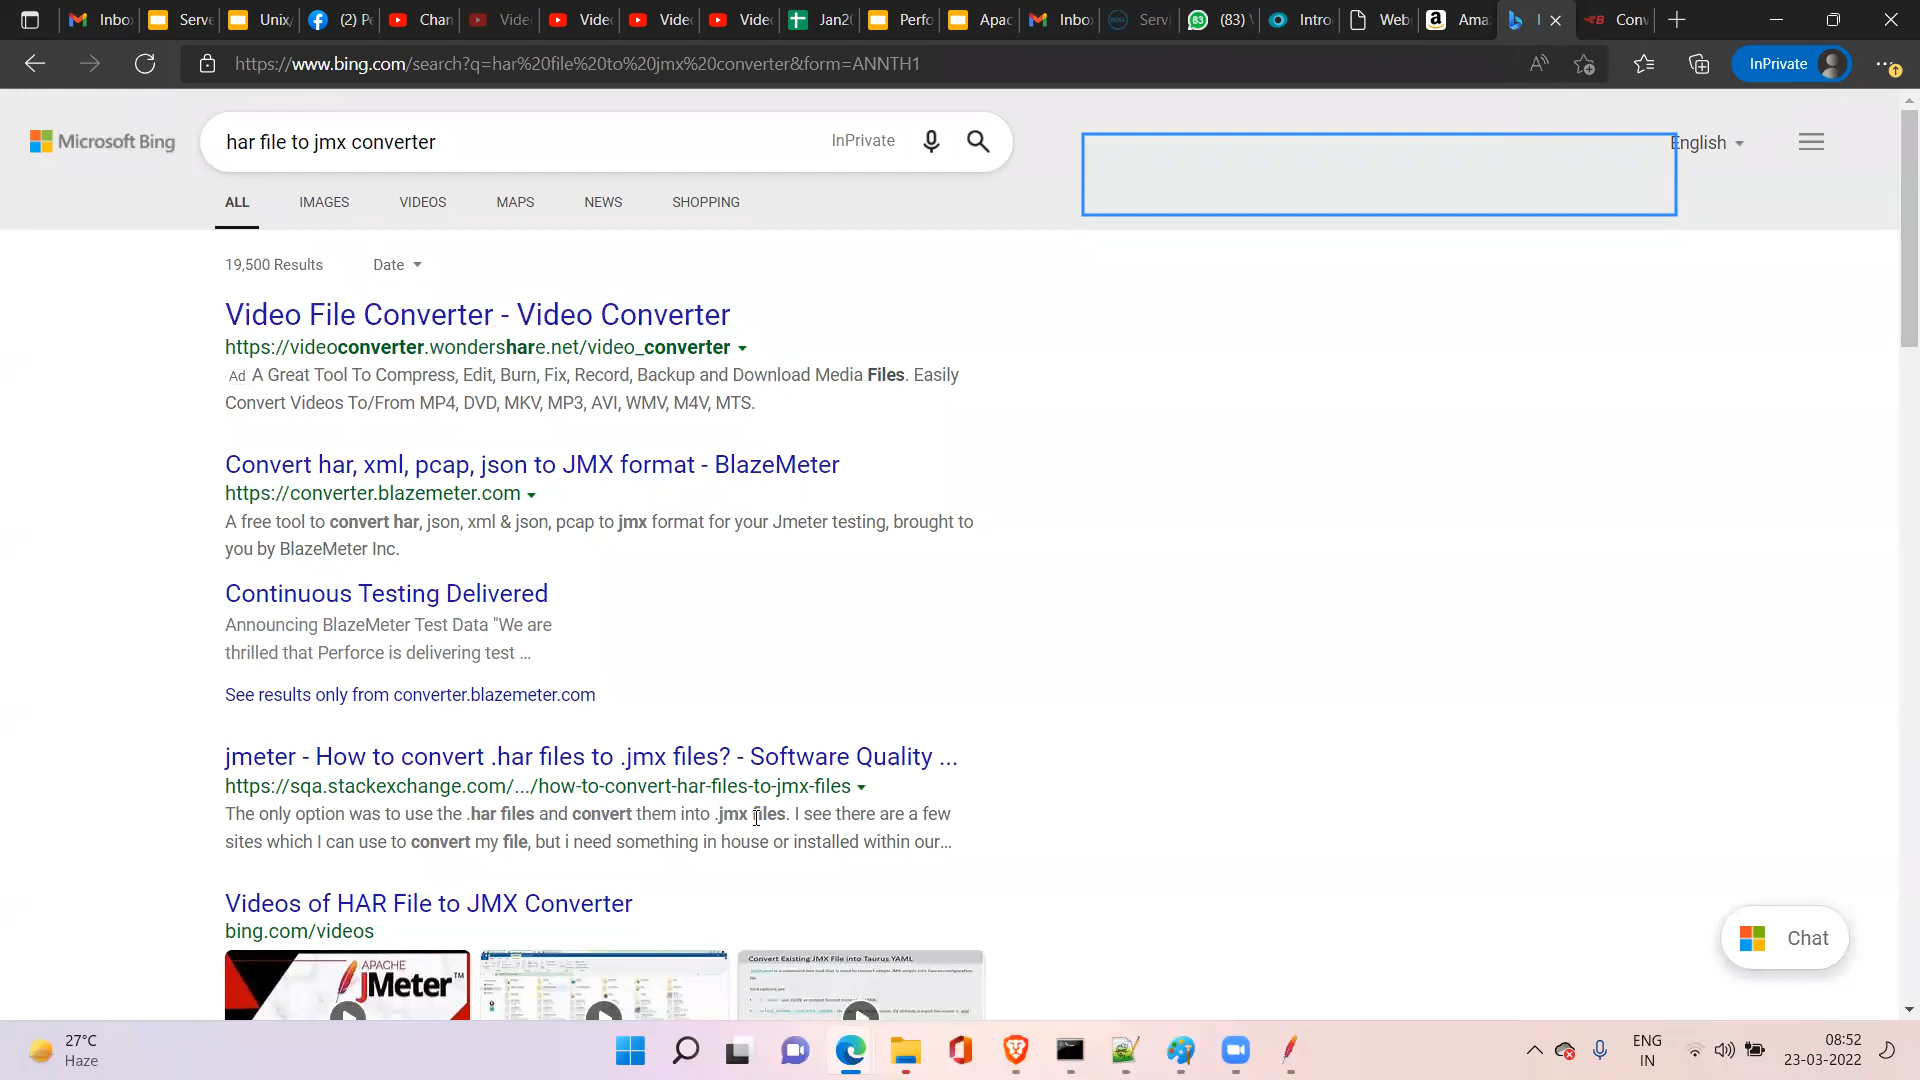 Inbo
Serve
Unix/
(2) Pe
Chan
Vide
Vide
Vide
Vide
Jan20
Perfo
Apac
Inbo
Servi
(83)
Intro
Web
Ama
Conv
https://www.bing.com/search?q=har%20file%20to%20jmx%20converter&form=ANNTH1
InPrivate
Microsoft Bing
har file to jmx converter
InPrivate
English
ALL IMAGES VIDEOS MAPS NEWS SHOPPING
19,500 Results Date
Video File Converter - Video Converter
https://videoconverter.wondershare.net/video_converter
Ad A Great Tool To Compress, Edit, Burn, Fix, Record, Backup and Download Media Files. Easily
Convert Videos To/From MP4, DVD, MKV, MP3, AVI, WMV, M4V, MTS.
Convert har, xml, pcap, json to JMX format - BlazeMeter
https://converter.blazemeter.com
A free tool to convert har, json, xml & json, pcap to jmx format for your Jmeter testing, brought to
you by BlazeMeter Inc.
Continuous Testing Delivered
Announcing BlazeMeter Test Data "We are
thrilled that Perforce is delivering test ...
See results only from converter.blazemeter.com
jmeter - How to convert .har files to .jmx files? - Software Quality ...
https://sqa.stackexchange.com/.../how-to-convert-har-files-to-jmx-files
The only option was to use the .har files and convert them into .jmx files. I see there are a few
sites which I can use to convert my file, but i need something in house or installed within our...
Videos of HAR File to JMX Converter
bing.com/videos
APACHE
JMeter™
Convert Existing JMX File into Taurus YAML
Chat
27°C
Haze
ENG
IN
08:52
23-03-2022